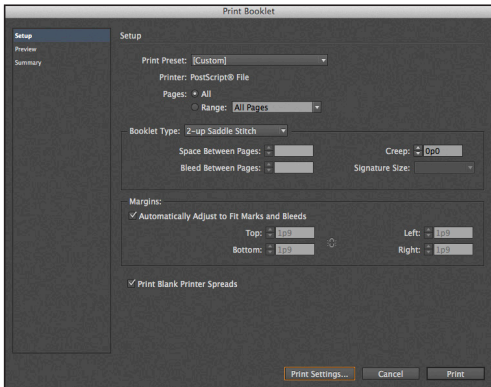 Print Booklet
Setup
Preview
Summary
Setup
Print Preset: [Custom]
Printer: PostScript® File
Pages: All
Range: All Pages
Booklet Type: 2-up Saddle Stitch
Space Between Pages: Creep: 0p0
Bleed Between Pages: Signature Size:
Margins:
Automatically Adjust to Fit Marks and Bleeds
Top: 1p9 Left: 1p9
Bottom: 1p9 Right: 1p9
Print Blank Printer Spreads
Print Settings... Cancel Print